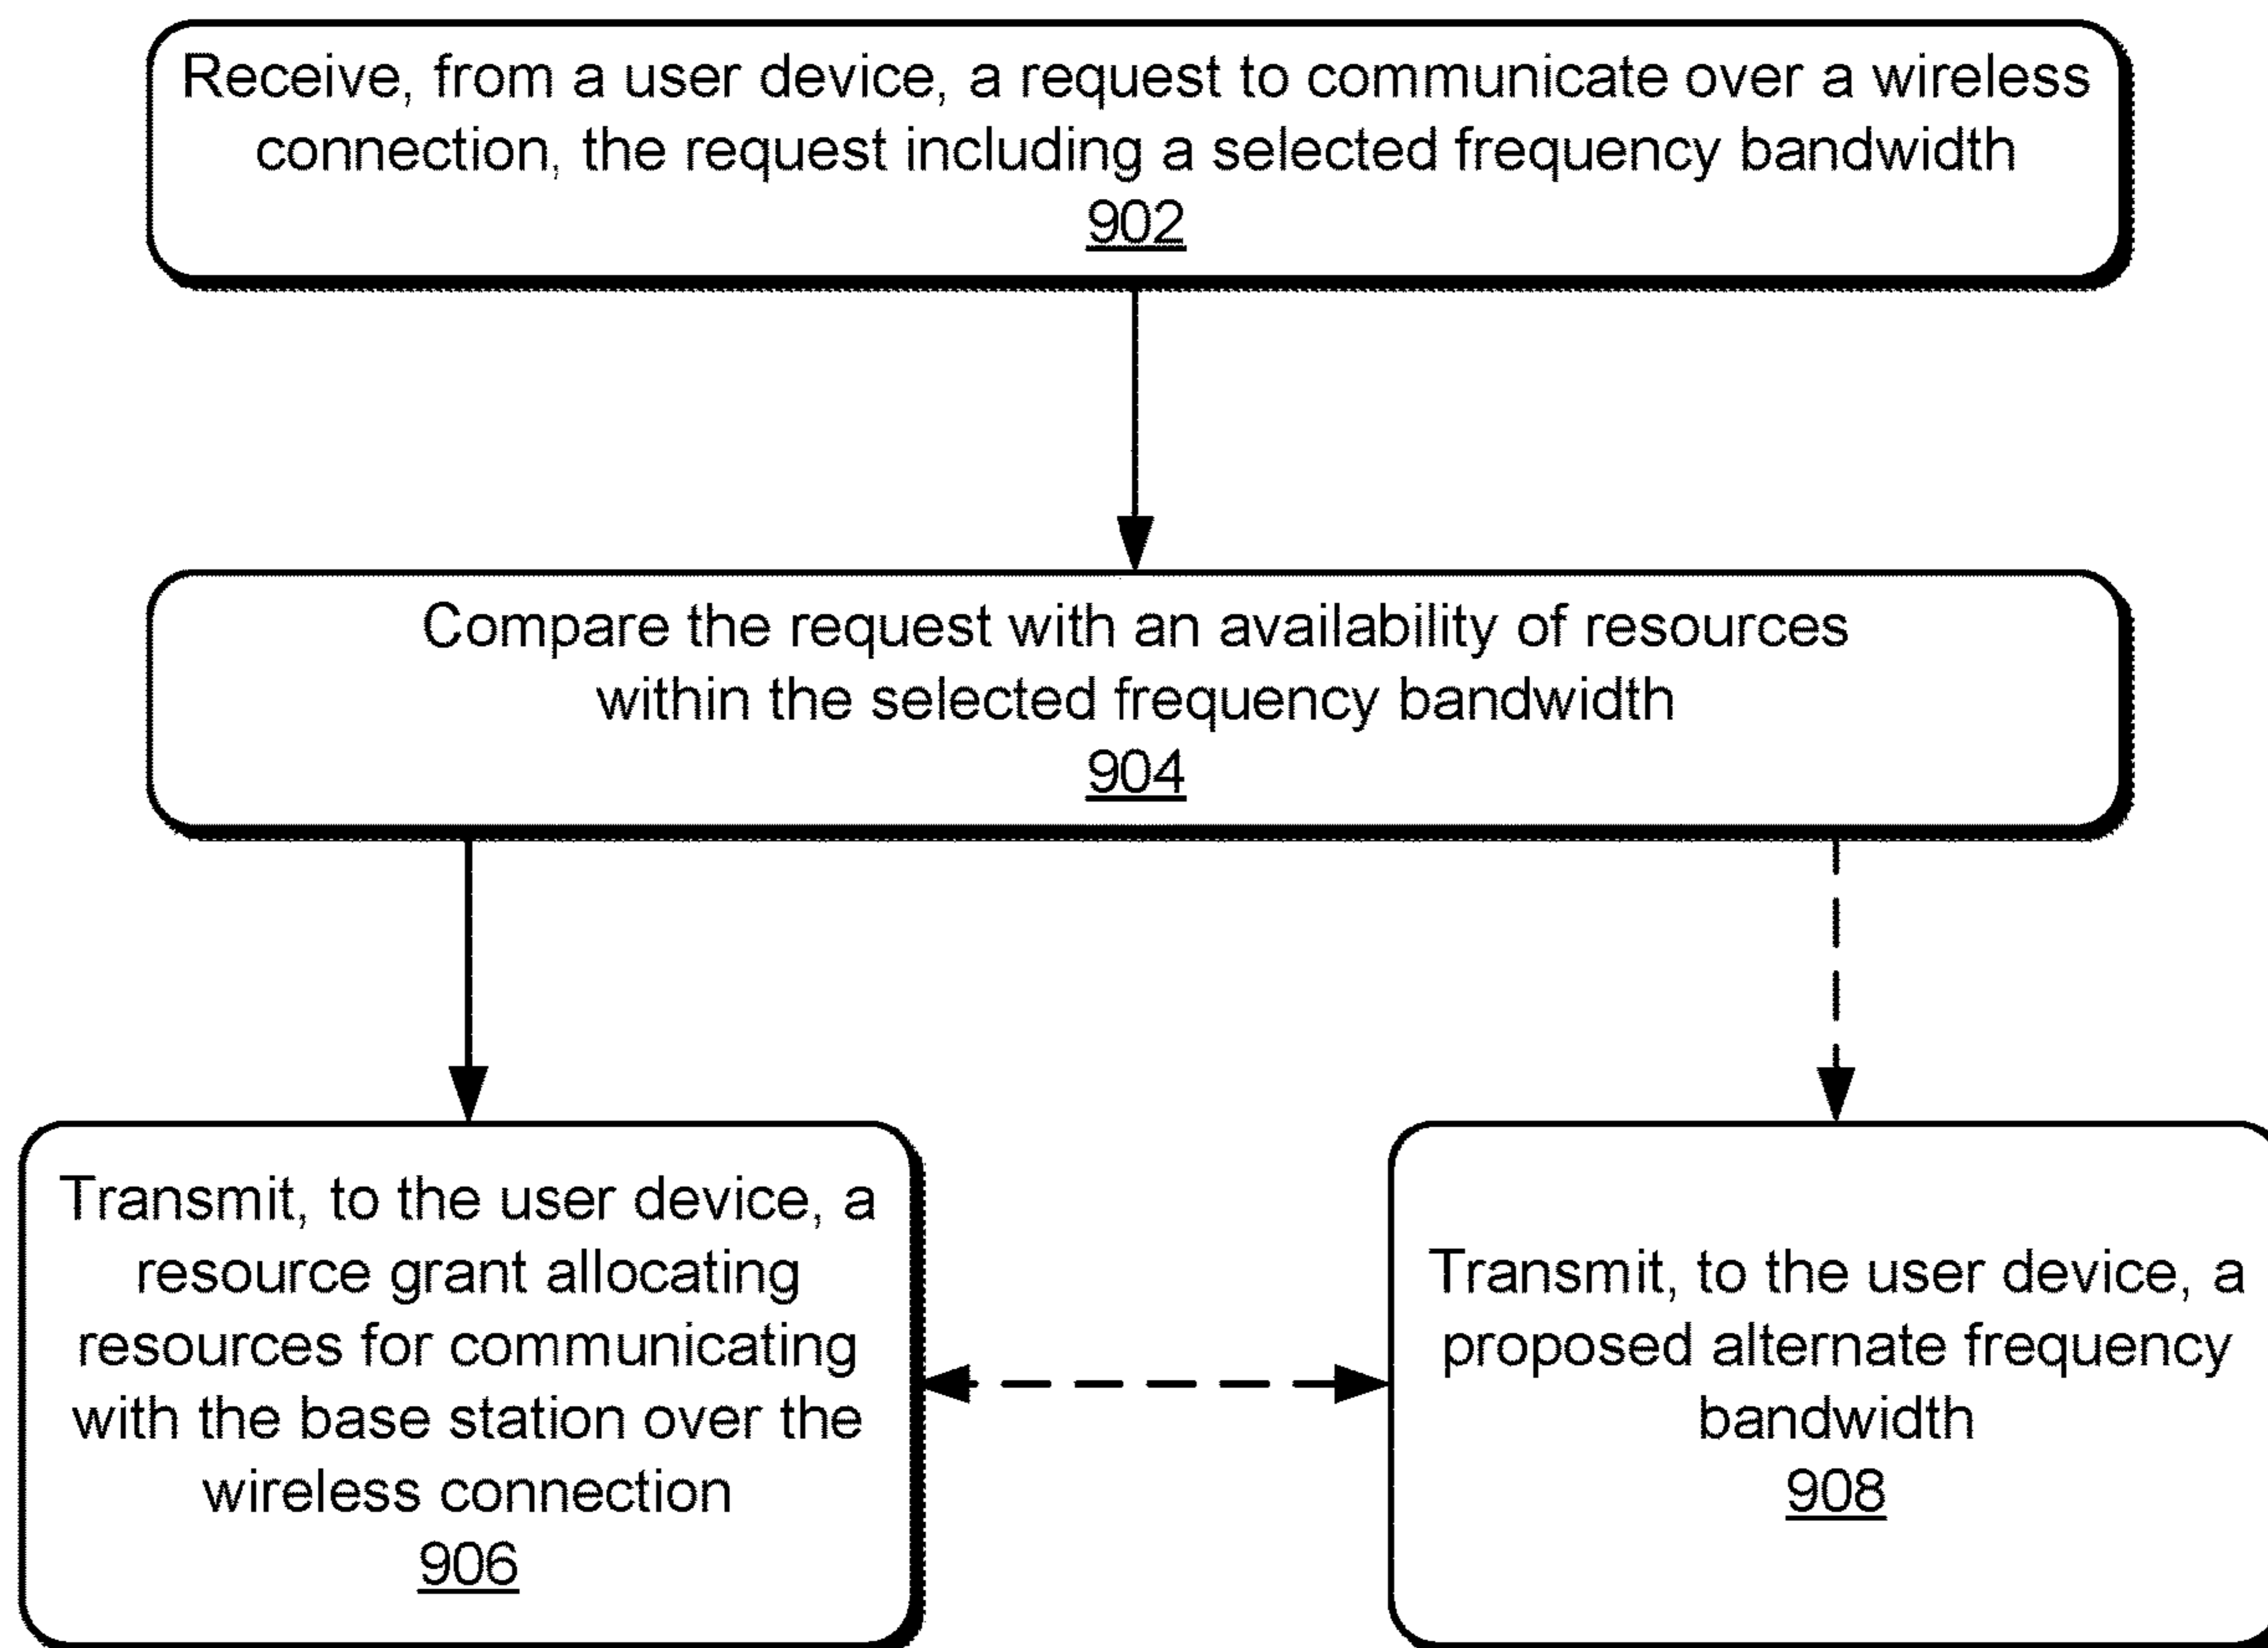 Receive, from a user device, a request to communicate over a wireless
connection, the request including a selected frequency bandwidth
902
Compare the request with an availability of resources
within the selected frequency bandwidth
904
Transmit, to the user device, a
resource grant allocating
resources for communicating
with the base station over the
wireless connection
906
Transmit, to the user device, a
proposed alternate frequency
bandwidth
908